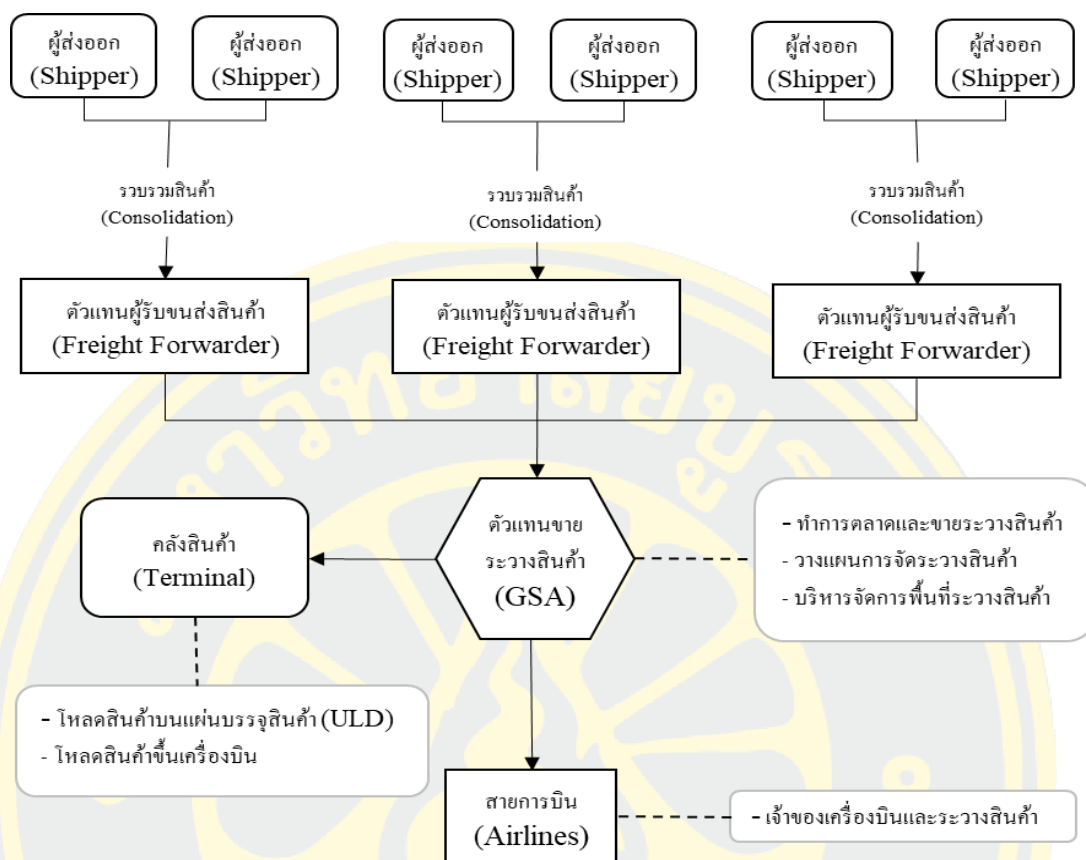 ผู้ส่งออก
(Shipper)
ผู้ส่งออก
(Shipper)
ผู้ส่งออก
(Shipper)
ผู้ส่งออก
(Shipper)
ผู้ส่งออก
(Shipper)
ผู้ส่งออก
(Shipper)
รวบรวมสินค้า
(Consolidation)
รวบรวมสินค้า
(Consolidation)
รวบรวมสินค้า
(Consolidation)
ตัวแทนผู้รับขนส่งสินค้า
(Freight Forwarder)
ตัวแทนผู้รับขนส่งสินค้า
(Freight Forwarder)
ตัวแทนผู้รับขนส่งสินค้า
(Freight Forwarder)
คลังสินค้า
(Terminal)
ตัวแทนขาย
ระวางสินค้า
(GSA)
- ทำการตลาดและขายระวางสินค้า
- วางแผนการจัดระวางสินค้า
- บริหารจัดการพื้นที่ระวางสินค้า
- โหลดสินค้าบนแผ่นบรรจุสินค้า (ULD)
- โหลดสินค้าขึ้นเครื่องบิน
สายการบิน
(Airlines)
- เจ้าของเครื่องบินและระวางสินค้า